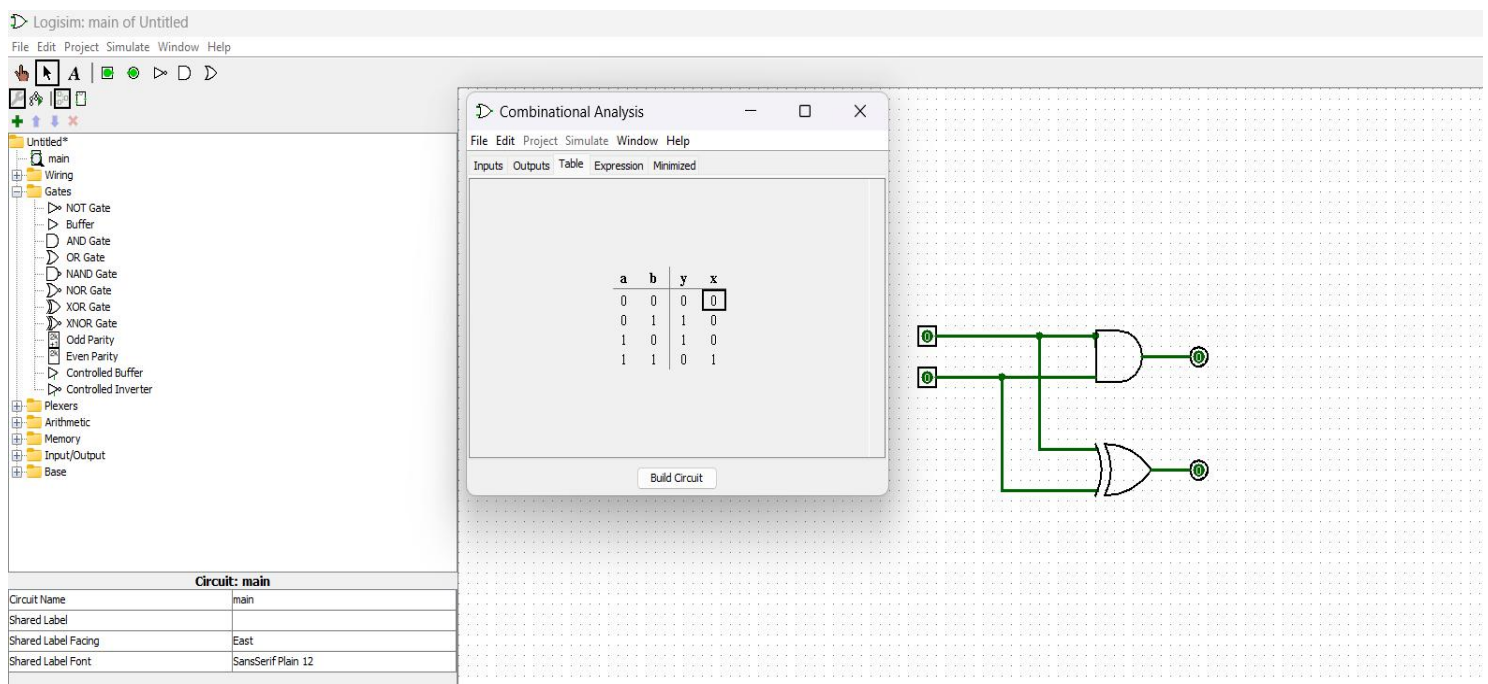 Logisim: main of Untitled
File Edit Project Simulate Window Help
A
Untitled*
main
Wiring
Gates
NOT Gate
Buffer
AND Gate
OR Gate
NAND Gate
NOR Gate
XOR Gate
XNOR Gate
Odd Parity
Even Parity
Controlled Buffer
Controlled Inverter
Plexers
Arithmetic
Memory
Input/Output
Base
Circuit: main
Circuit Name main
Shared Label
Shared Label Facing East
Shared Label Font SansSerif Plain 12
Combinational Analysis
File Edit Project Simulate Window Help
Inputs Outputs Table Expression Minimized
a b y x
0 0 0 0
0 1 1 0
1 0 1 0
1 1 0 1
Build Circuit
0
0
0
0